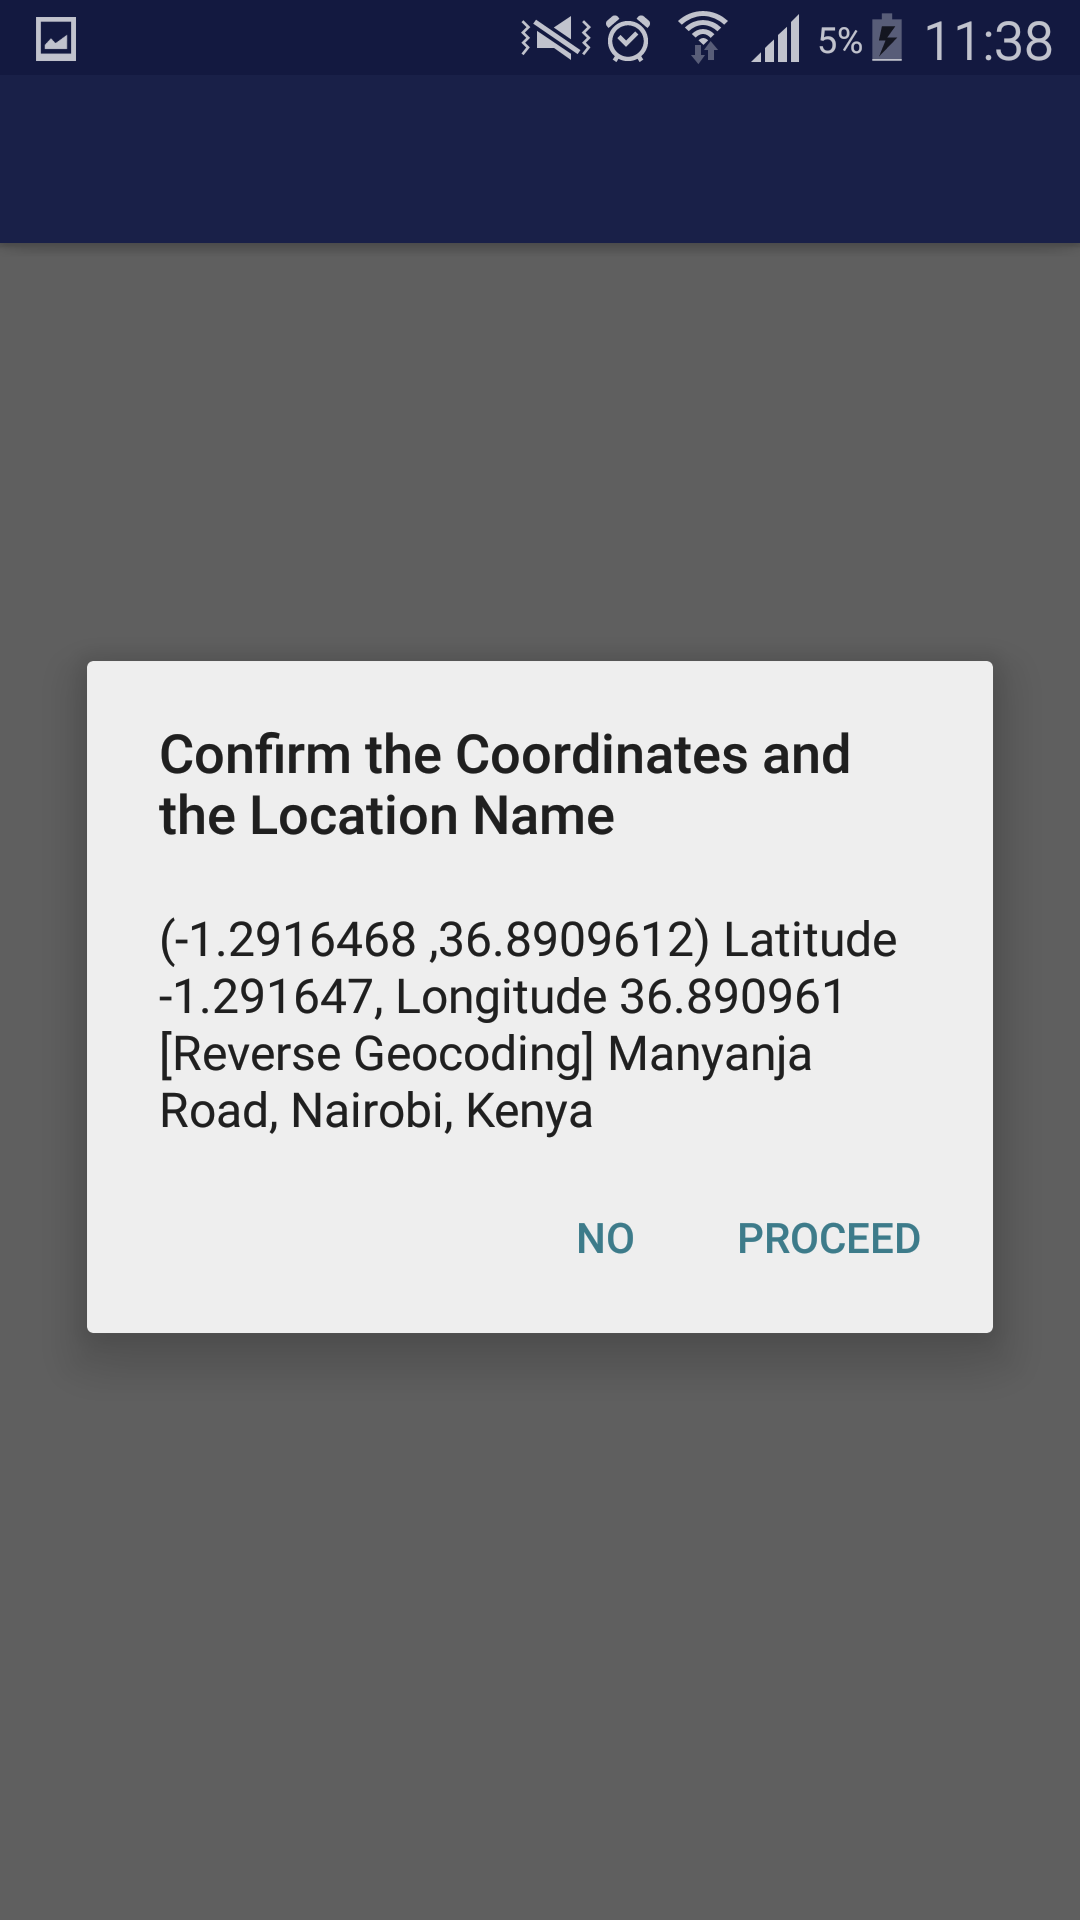 5% 11:38
Confirm the Coordinates and
the Location Name
(-1.2916468 ,36.8909612) Latitude
-1.291647, Longitude 36.890961
[Reverse Geocoding] Manyanja
Road, Nairobi, Kenya
NO PROCEED